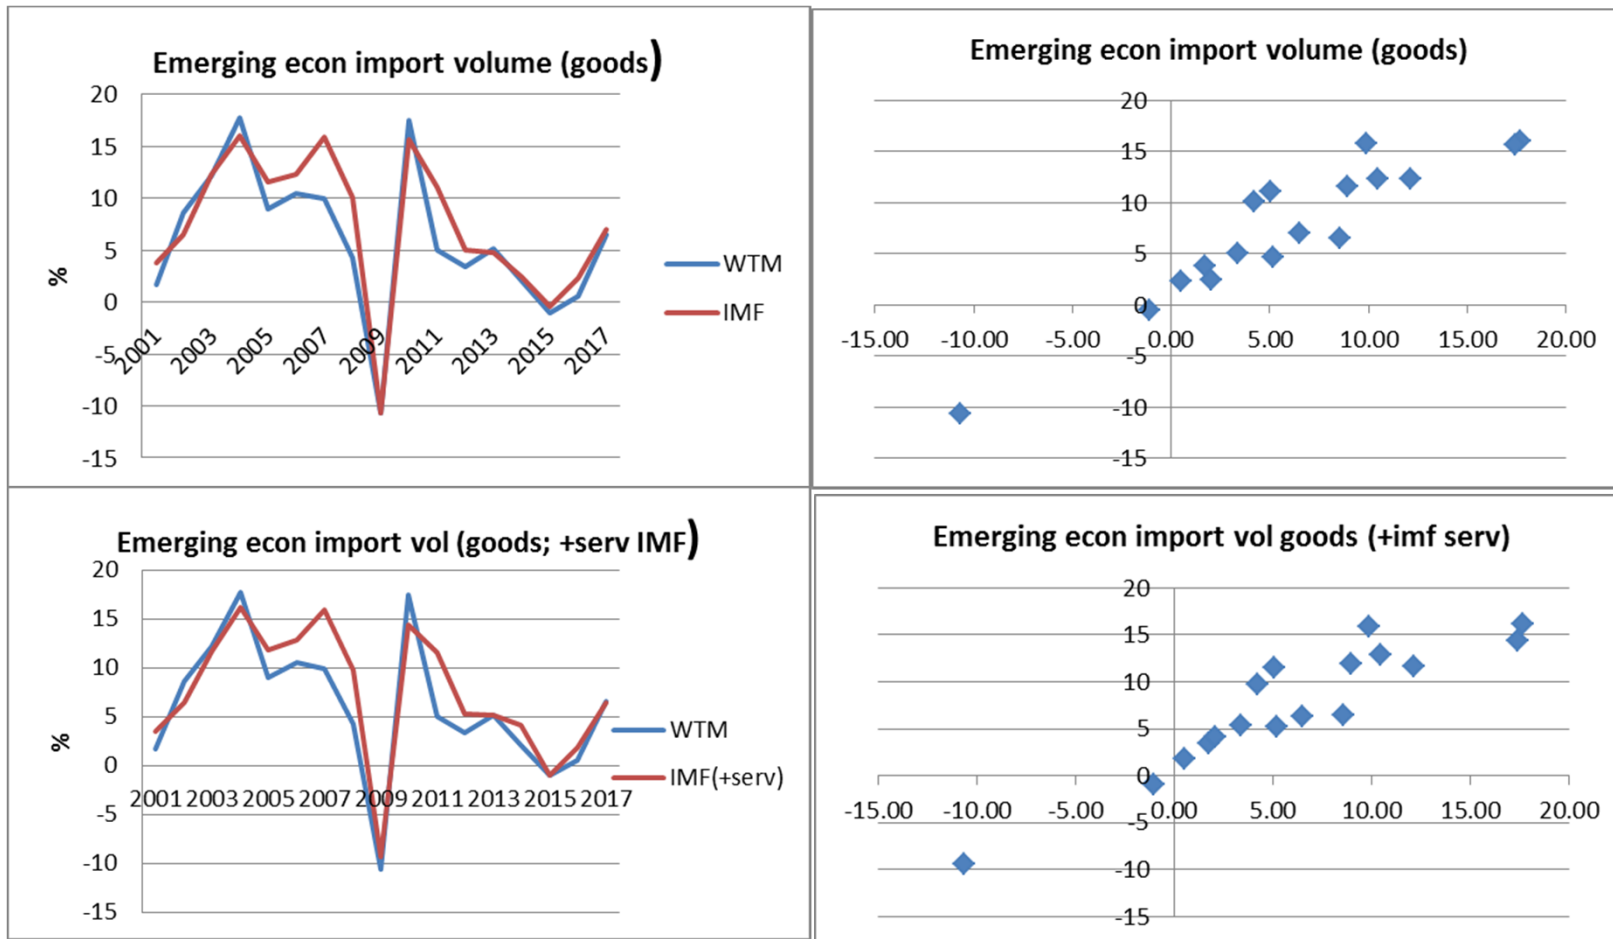 Emerging econ import volume (goods)
20
15
10
5
0
-5
-10
-15
%
2001 2003 2005 2007 2009 2011 2013 2015 2017
WTM
IMF
Emerging econ import volume (goods)
20
15
10
5
0
-5
-10
-15
-15.00 -10.00 -5.00 0.00 5.00 10.00 15.00 20.00
Emerging econ import vol (goods; +serv IMF)
20
15
10
5
0
-5
-10
-15
%
2001 2003 2005 2007 2009 2011 2013 2015 2017
WTM
IMF(+serv)
Emerging econ import vol goods (+imf serv)
20
15
10
5
0
-5
-10
-15
-15.00 -10.00 -5.00 0.00 5.00 10.00 15.00 20.00